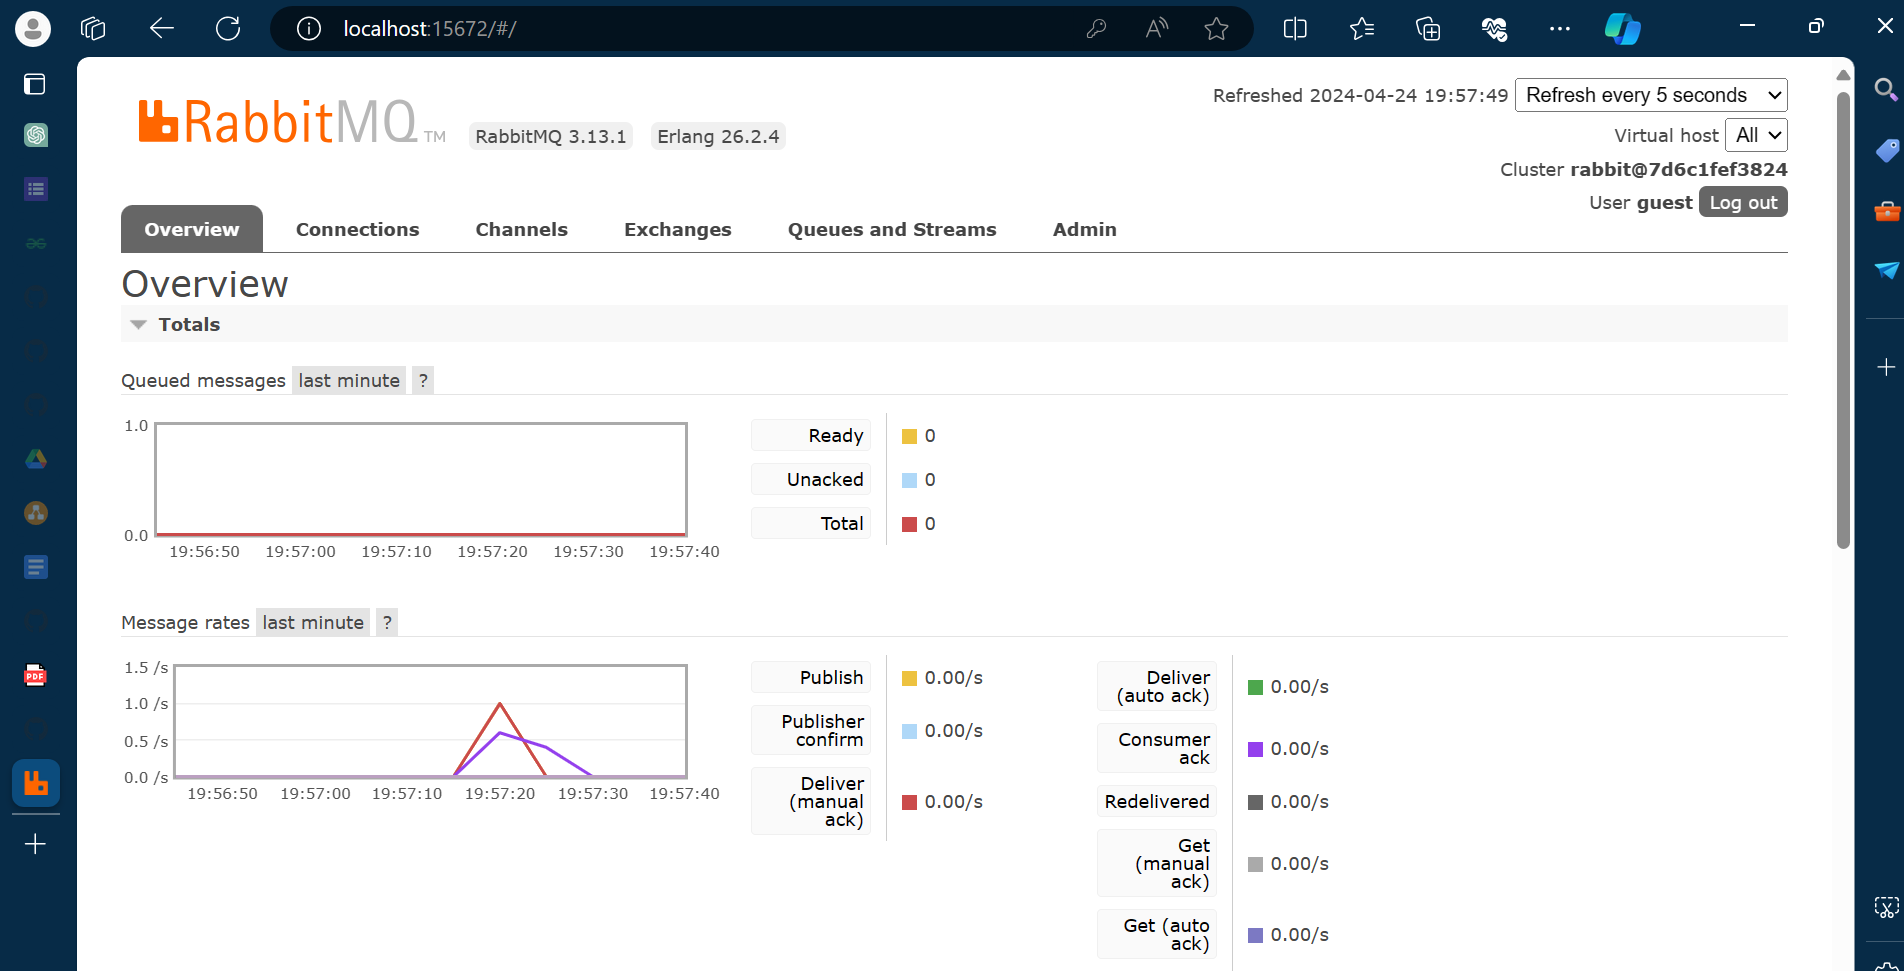 localhost:15672/#/
Refreshed 2024-04-24 19:57:49 Refresh every 5 seconds
RabbitMQ TM RabbitMQ 3.13.1 Erlang 26.2.4
Virtual host All
Cluster rabbit@7d6c1fef3824
User guest Log out
Overview Connections Channels Exchanges Queues and Streams Admin
Overview
Totals
Queued messages last minute ?
1.0
0.0
19:56:50 19:57:00 19:57:10 19:57:20 19:57:30 19:57:40
Ready 0
Unacked 0
Total 0
Message rates last minute ?
1.5 /s
1.0 /s
0.5 /s
0.0 /s
19:56:50 19:57:00 19:57:10 19:57:20 19:57:30 19:57:40
Publish 0.00/s
Publisher
confirm 0.00/s
Deliver
(manual
ack) 0.00/s
Deliver
(auto ack) 0.00/s
Consumer
ack 0.00/s
Redelivered 0.00/s
Get
(manual
ack) 0.00/s
Get (auto
ack) 0.00/s
PDF